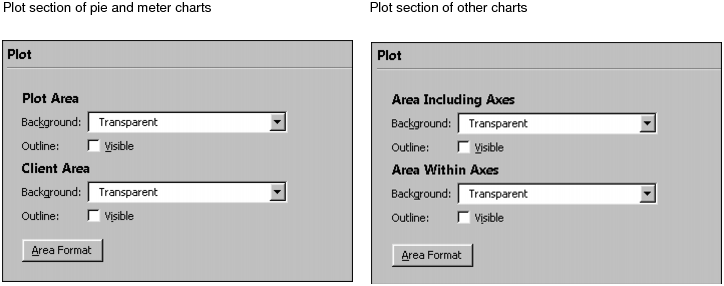 Plot section of pie and meter charts
Plot
Plot Area
Background: Transparent
Outline: Visible
Client Area
Background: Transparent
Outline: Visible
Area Format
Plot section of other charts
Plot
Area Including Axes
Background: Transparent
Outline: Visible
Area Within Axes
Background: Transparent
Outline: Visible
Area Format